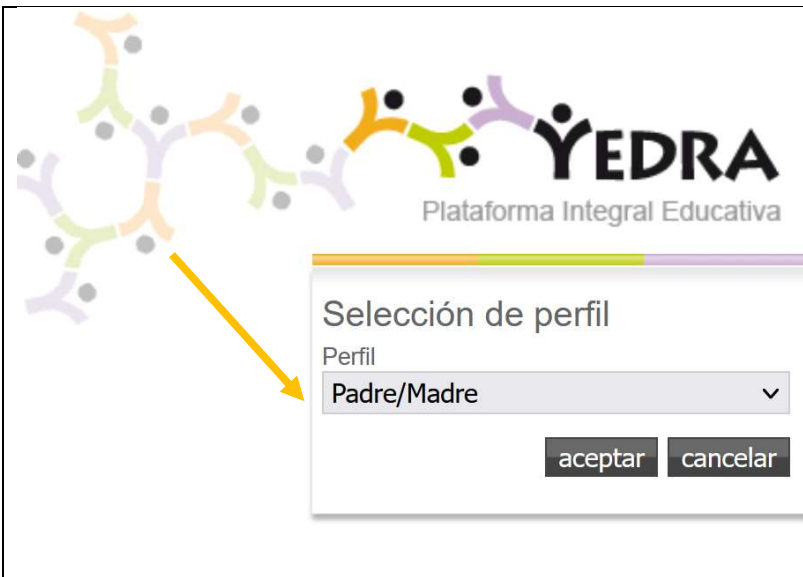 YEDRA
Plataforma Integral Educativa
Selección de perfil
Perfil
Padre/Madre
aceptar cancelar